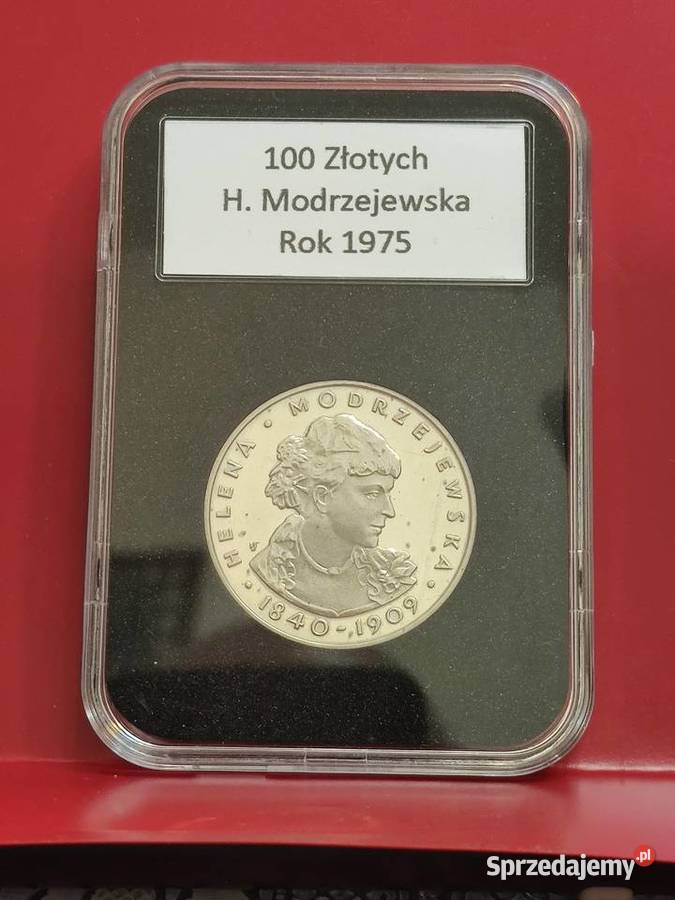 100 Złotych
H. Modrzejewska
Rok 1975
HELENA · MODRZEJEWSKA ·
1840-1909 ·
Sprzedajemy.pl